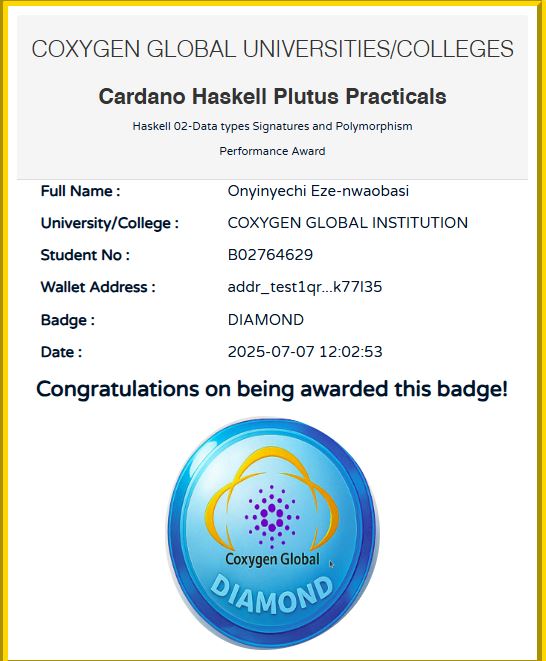 COXYGEN GLOBAL UNIVERSITIES/COLLEGES
Cardano Haskell Plutus Practicals
Haskell 02-Data types Signatures and Polymorphism
Performance Award
Full Name : Onyinyechi Eze-nwaobasi
University/College : COXYGEN GLOBAL INSTITUTION
Student No : B02764629
Wallet Address : addr_test1qr...k77l35
Badge : DIAMOND
Date : 2025-07-07 12:02:53
Congratulations on being awarded this badge!
Coxygen Global
DIAMOND